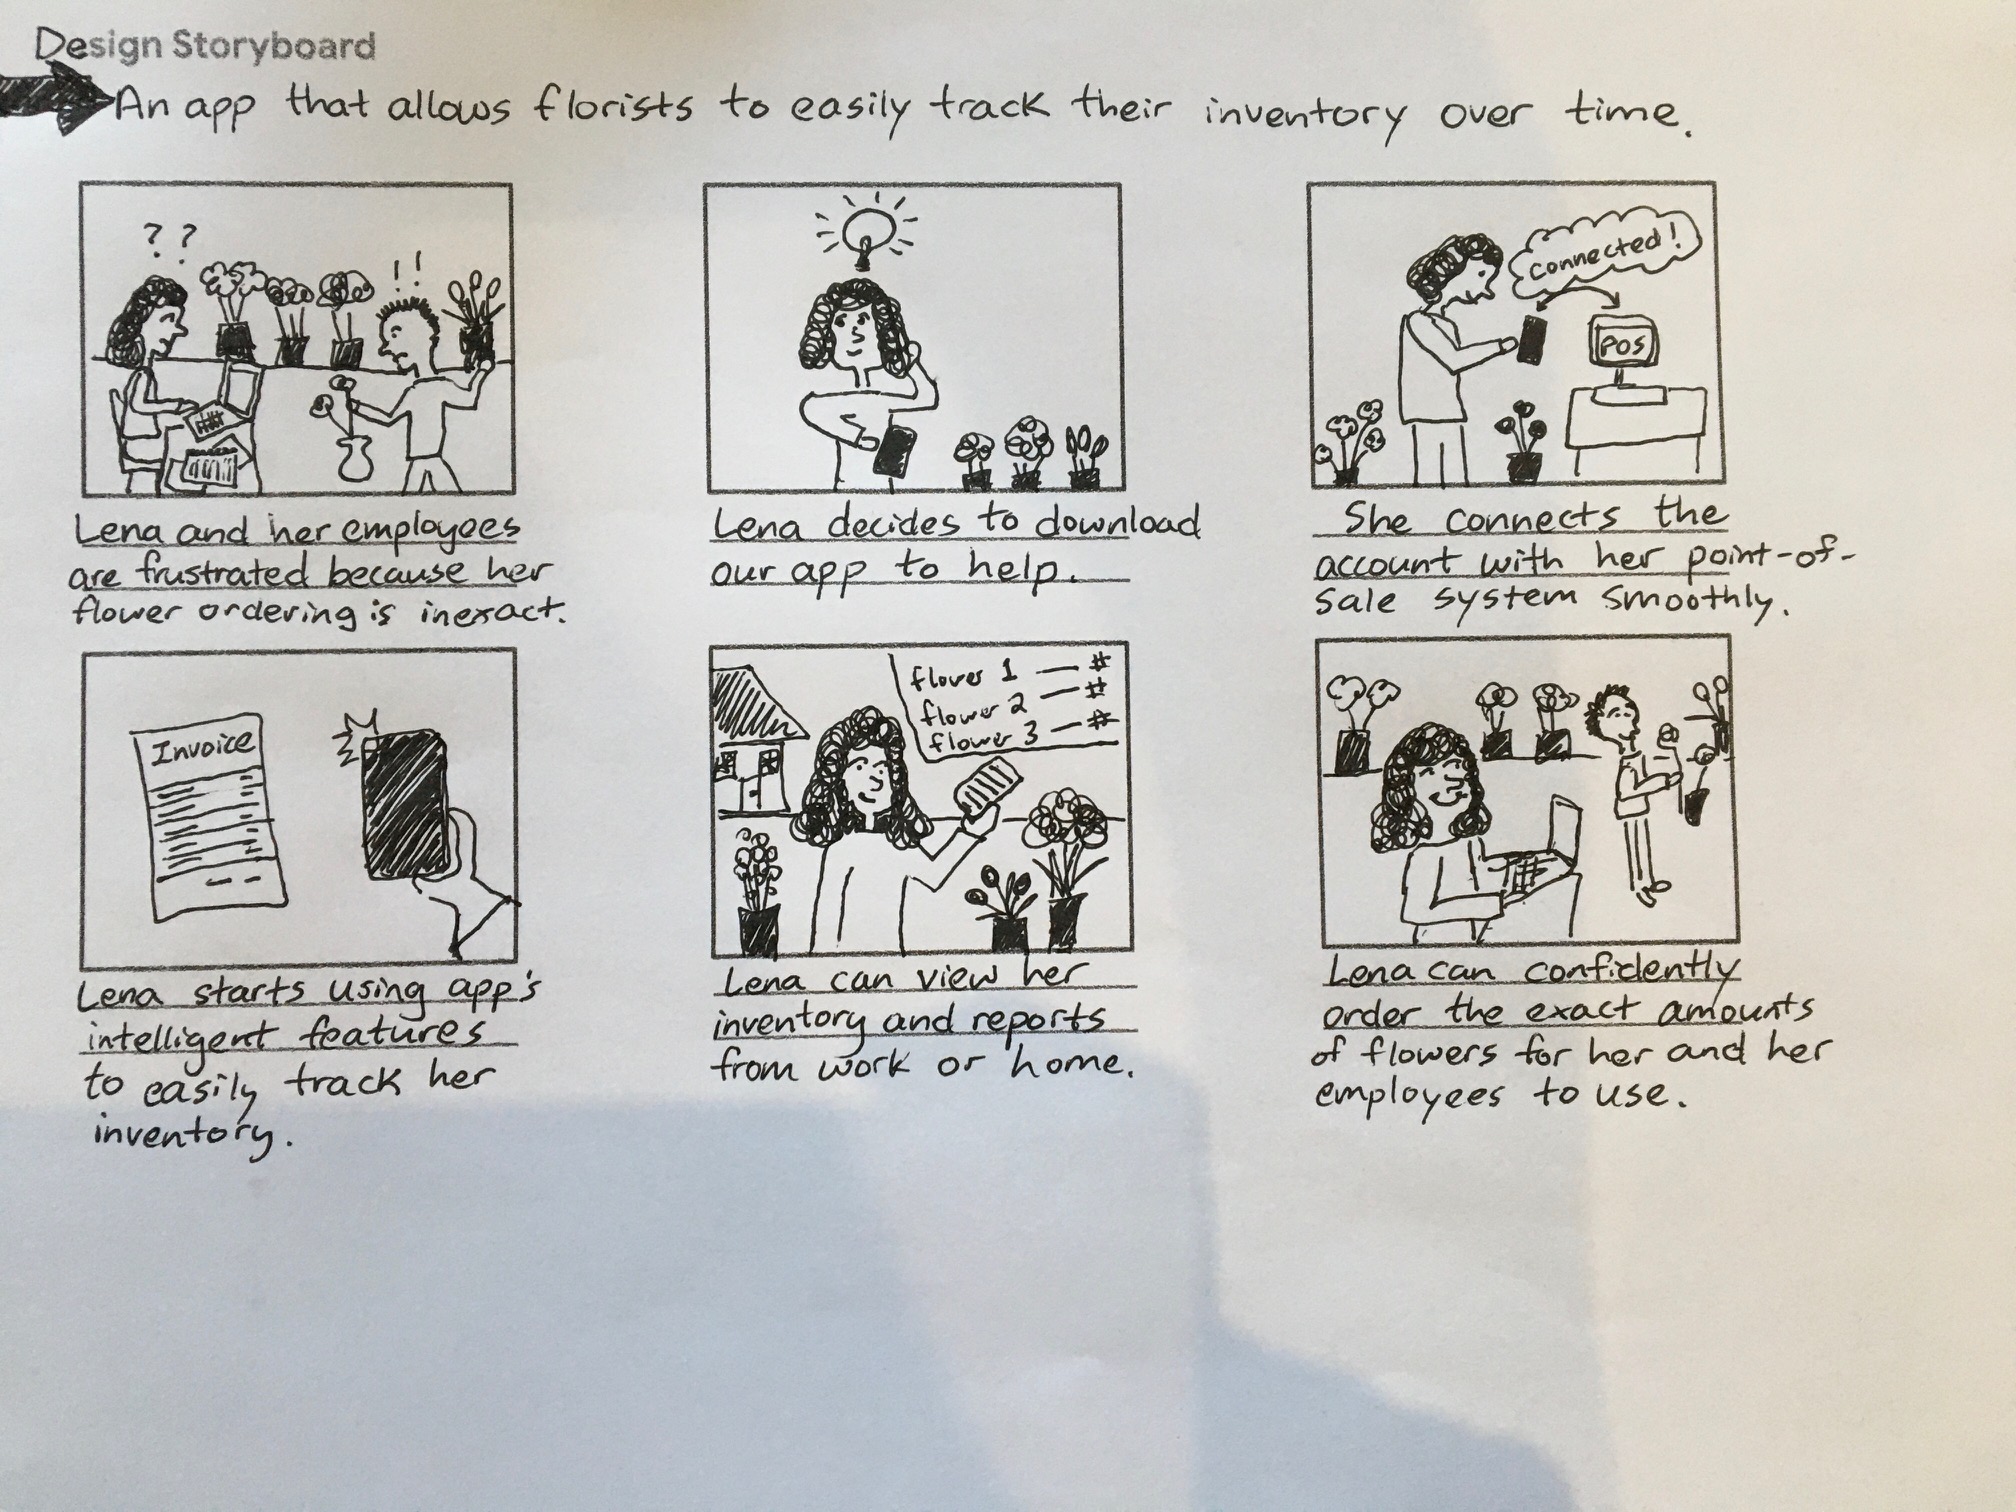 Design Storyboard
An app that allows florists to easily track their inventory over time.
? ?
! !
Lena and her employees
are frustrated because her
flower ordering is inexact.
Lena decides to download
our app to help.
Connected!
POS
She connects the
account with her point-of-
sale system smoothly.
Invoice
Lena starts using app's
intelligent features
to easily track her
inventory.
flower 1 — #
flower 2 — #
flower 3 — #
Lena can view her
inventory and reports
from work or home.
Lena can confidently
order the exact amounts
of flowers for her and her
employees to use.